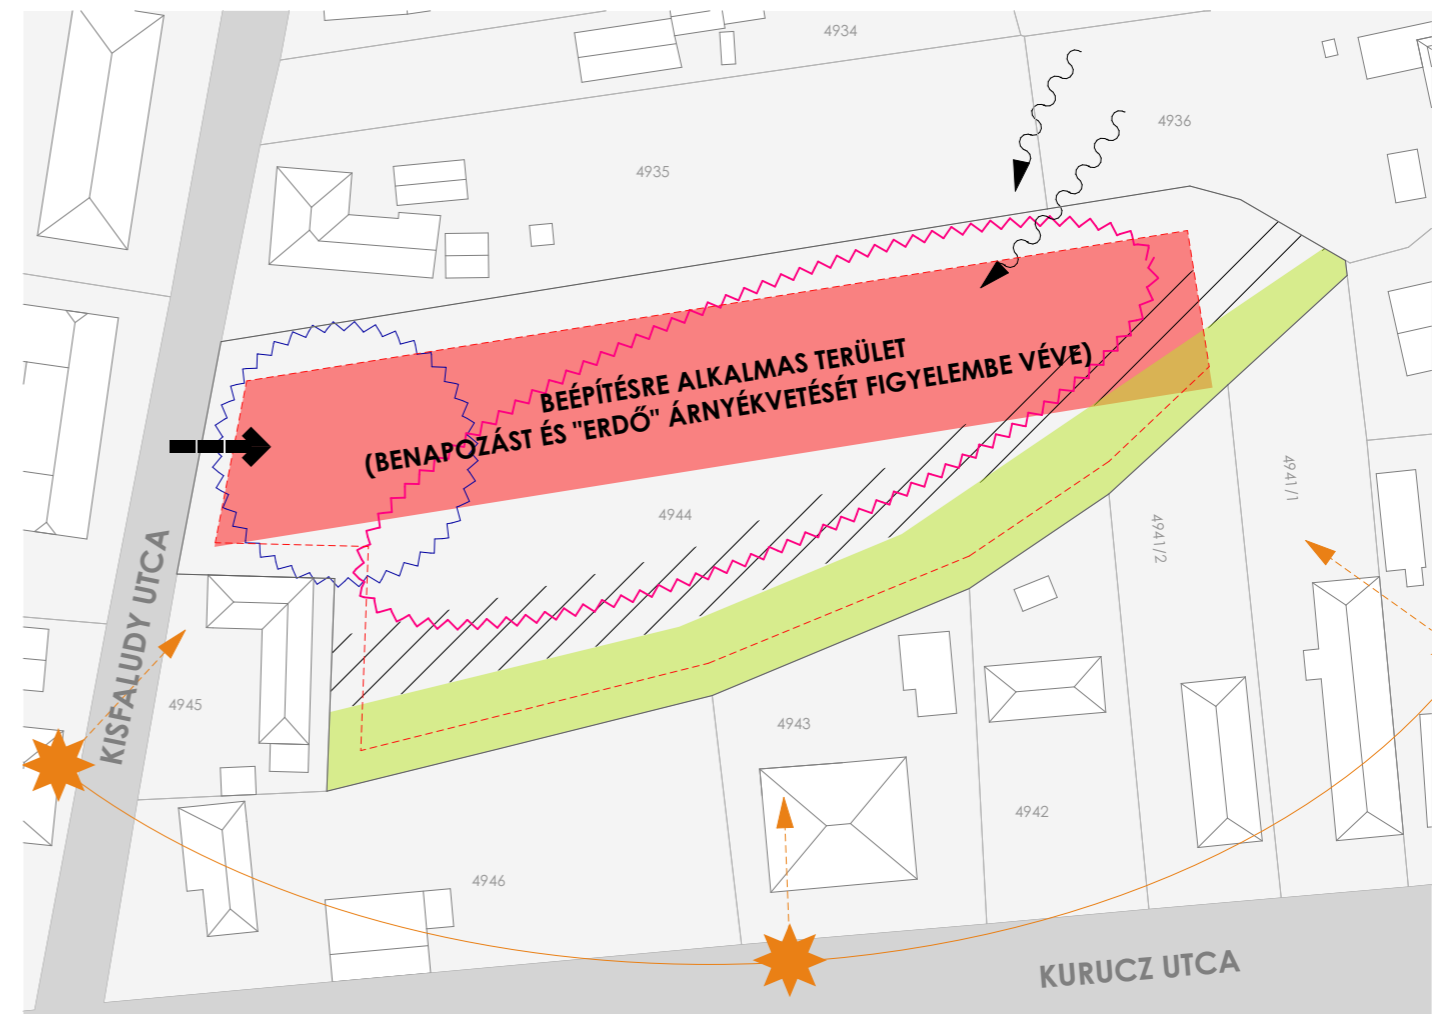 4934
4936
4935
BEÉPÍTÉSRE ALKALMAS TERÜLET
(BENAPOZÁST ÉS "ERDŐ" ÁRNYÉKVETÉSÉT FIGYELEMBE VÉVE)
4944
4941/1
4941/2
KISFALUDY UTCA
4945
4943
4942
4946
KURUCZ UTCA